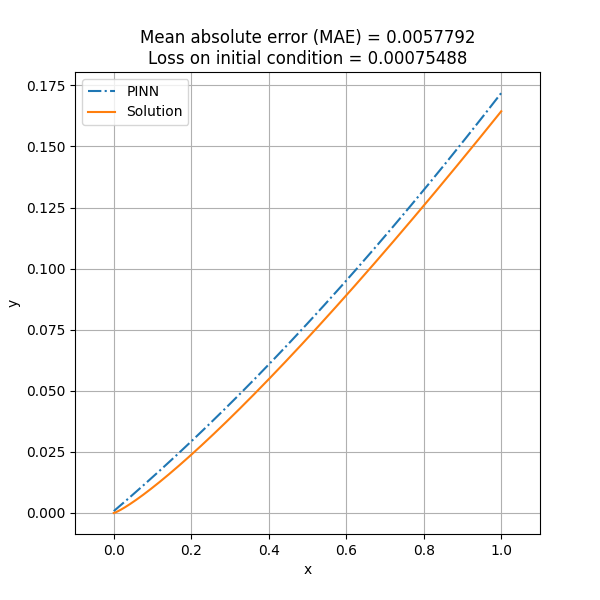 Mean absolute error (MAE) = 0.0057792
Loss on initial condition = 0.00075488
PINN
Solution
0.175
0.150
0.125
0.100
0.075
0.050
0.025
0.000
y
0.0 0.2 0.4 0.6 0.8 1.0
x